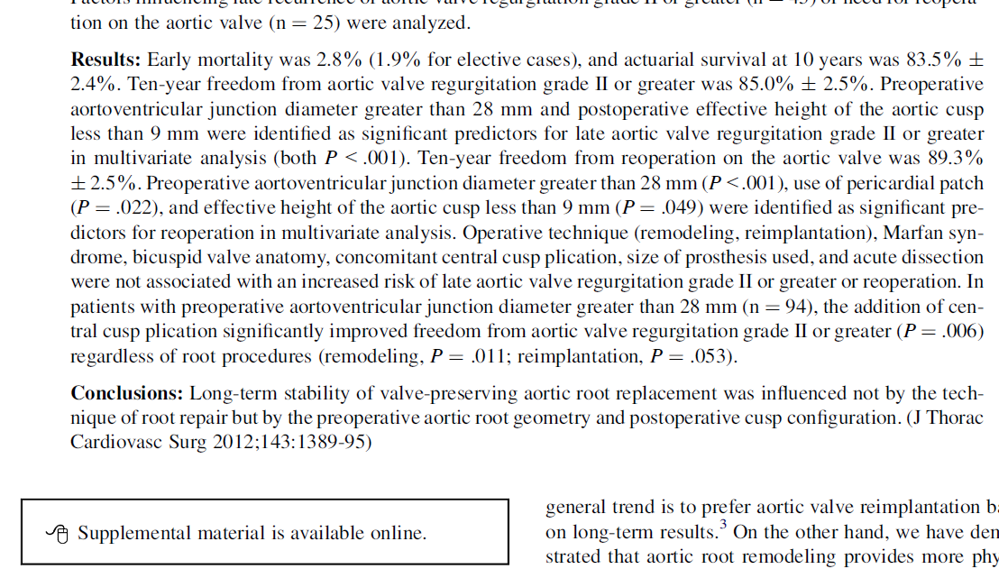 tion on the aortic valve (n = 25) were analyzed.
Results: Early mortality was 2.8% (1.9% for elective cases), and actuarial survival at 10 years was 83.5% ±
2.4%. Ten-year freedom from aortic valve regurgitation grade II or greater was 85.0% ± 2.5%. Preoperative
aortoventricular junction diameter greater than 28 mm and postoperative effective height of the aortic cusp
less than 9 mm were identified as significant predictors for late aortic valve regurgitation grade II or greater
in multivariate analysis (both P < .001). Ten-year freedom from reoperation on the aortic valve was 89.3%
± 2.5%. Preoperative aortoventricular junction diameter greater than 28 mm (P <.001), use of pericardial patch
(P = .022), and effective height of the aortic cusp less than 9 mm (P = .049) were identified as significant pre-
dictors for reoperation in multivariate analysis. Operative technique (remodeling, reimplantation), Marfan syn-
drome, bicuspid valve anatomy, concomitant central cusp plication, size of prosthesis used, and acute dissection
were not associated with an increased risk of late aortic valve regurgitation grade II or greater or reoperation. In
patients with preoperative aortoventricular junction diameter greater than 28 mm (n = 94), the addition of cen-
tral cusp plication significantly improved freedom from aortic valve regurgitation grade II or greater (P = .006)
regardless of root procedures (remodeling, P = .011; reimplantation, P = .053).
Conclusions: Long-term stability of valve-preserving aortic root replacement was influenced not by the tech-
nique of root repair but by the preoperative aortic root geometry and postoperative cusp configuration. (J Thorac
Cardiovasc Surg 2012;143:1389-95)
Supplemental material is available online.
general trend is to prefer aortic valve reimplantation
on long-term results.3 On the other hand, we have
strated that aortic root remodeling provides more